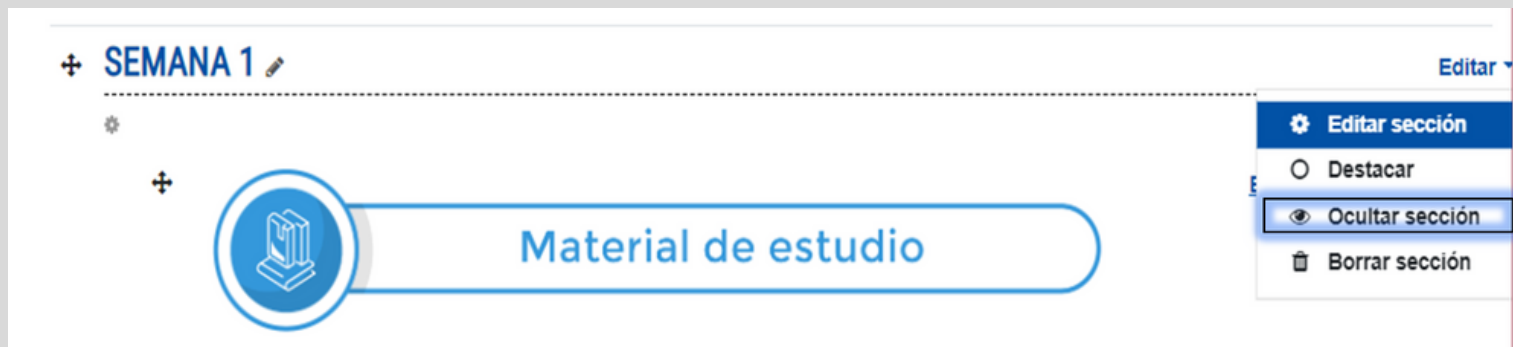 SEMANA 1
Editar
Editar sección
Destacar
Ocultar sección
Borrar sección
Material de estudio